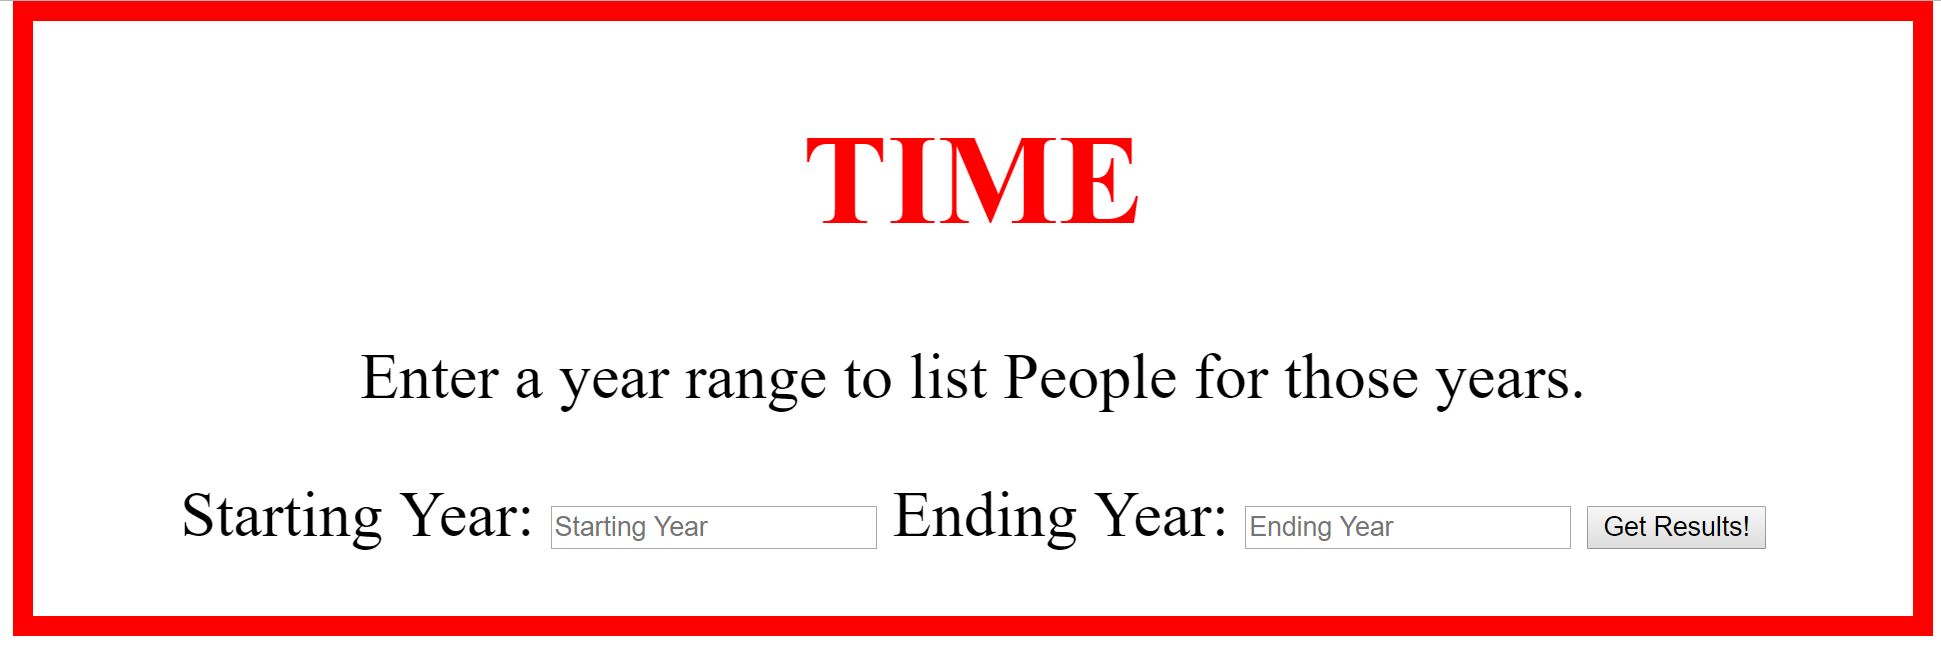 TIME
Enter a year range to list People for those years.
Starting Year: Starting Year Ending Year: Ending Year Get Results!